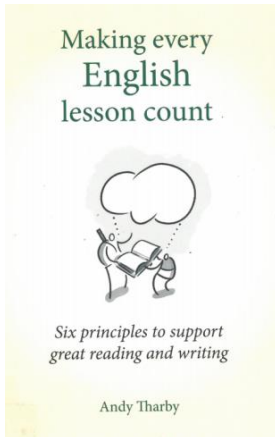 Making every
English
lesson count
Six principles to support
great reading and writing
Andy Tharby